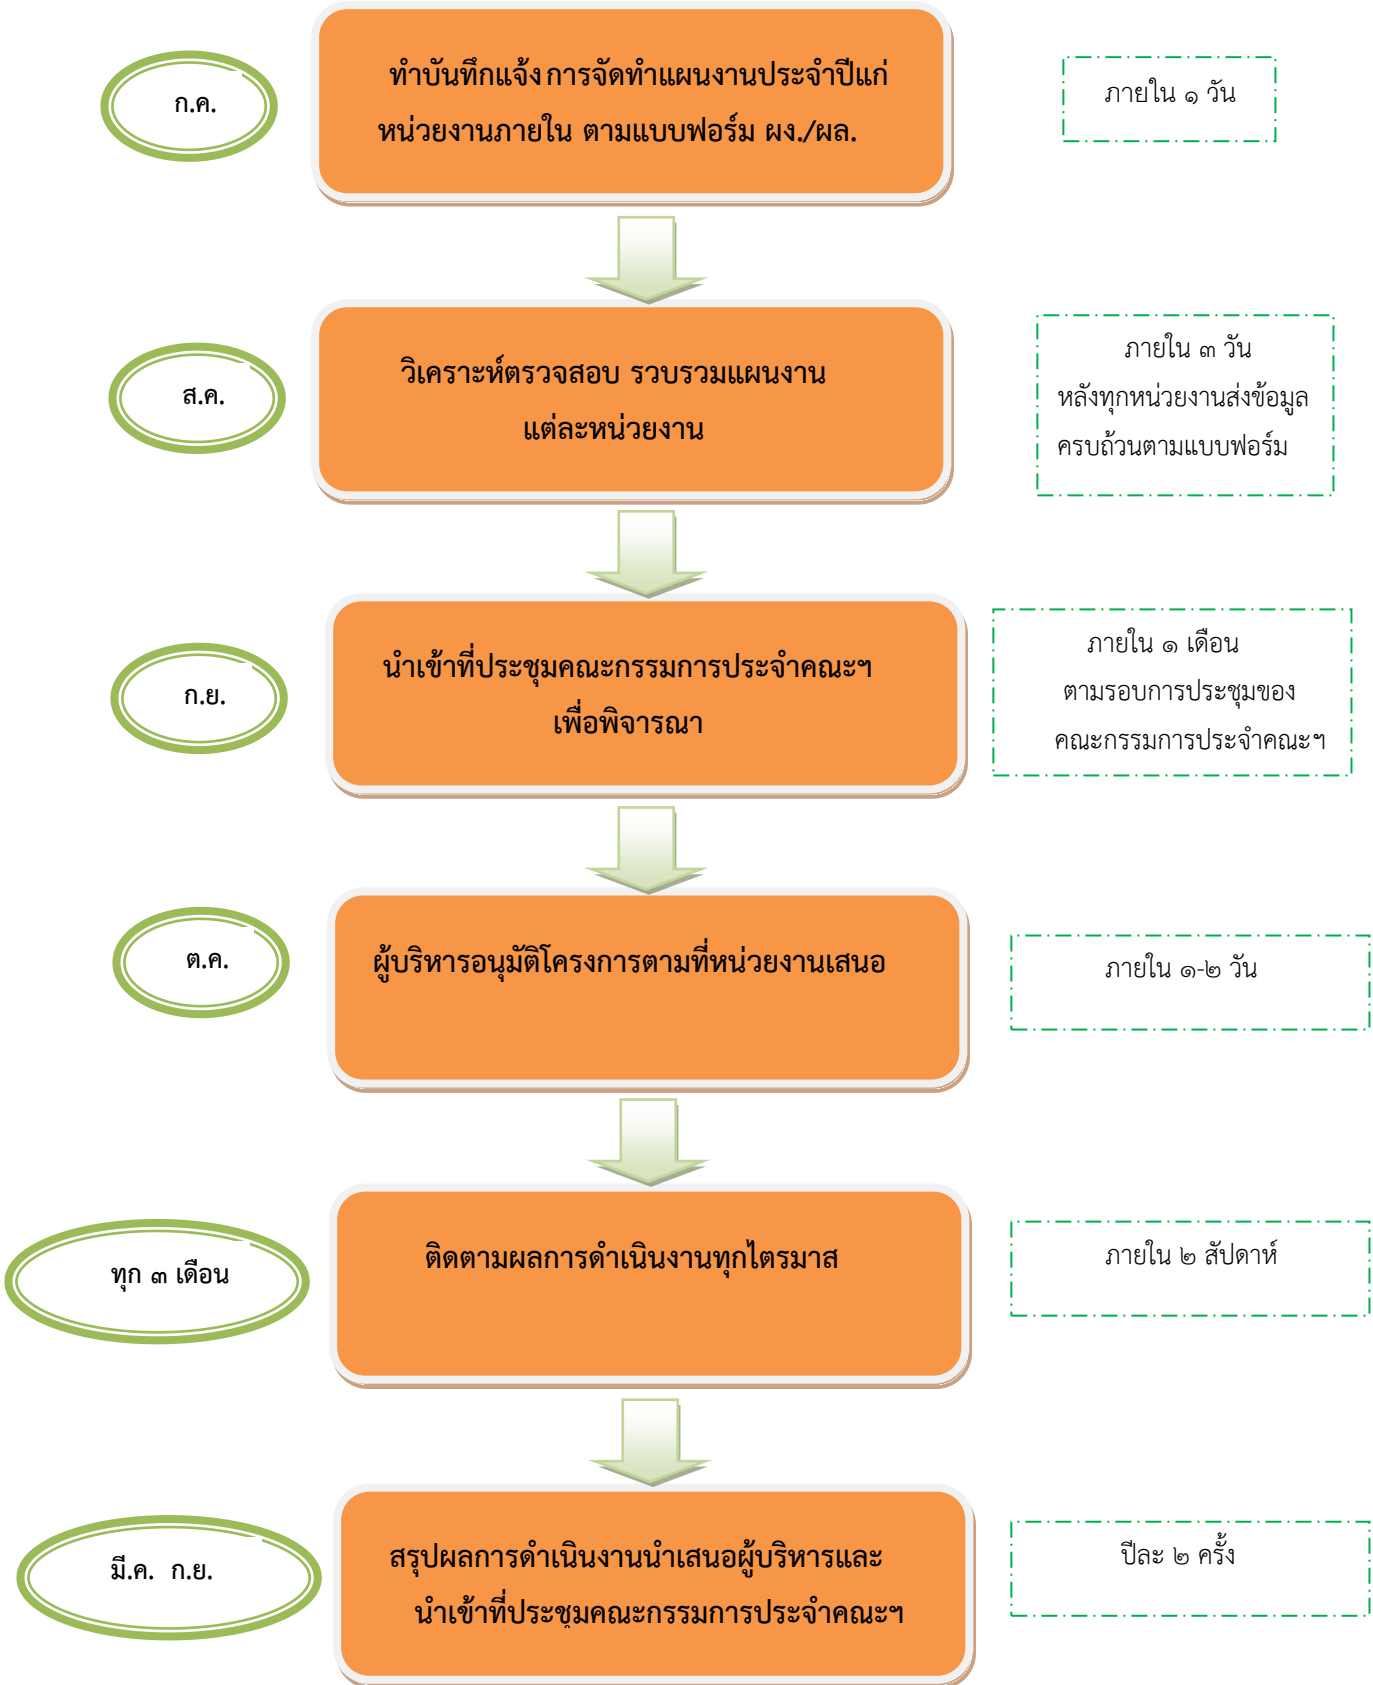 ก.ค.
ทำบันทึกแจ้ง การจัดทำแผนงานประจำปีแก่
หน่วยงานภายใน ตามแบบฟอร์ม ผง./ผล.
ภายใน ๑ วัน
ส.ค.
วิเคราะห์ตรวจสอบ รวบรวมแผนงาน
แต่ละหน่วยงาน
ภายใน ๓ วัน
หลังทุกหน่วยงานส่งข้อมูล
ครบถ้วนตามแบบฟอร์ม
ก.ย.
นำเข้าที่ประชุมคณะกรรมการประจำคณะฯ
เพื่อพิจารณา
ภายใน ๑ เดือน
ตามรอบการประชุมของ
คณะกรรมการประจำคณะฯ
ต.ค.
ผู้บริหารอนุมัติโครงการตามที่หน่วยงานเสนอ
ภายใน ๑-๒ วัน
ทุก ๓ เดือน
ติดตามผลการดำเนินงานทุกไตรมาส
ภายใน ๒ สัปดาห์
มี.ค. ก.ย.
สรุปผลการดำเนินงานนำเสนอผู้บริหารและ
นำเข้าที่ประชุมคณะกรรมการประจำคณะฯ
ปีละ ๒ ครั้ง